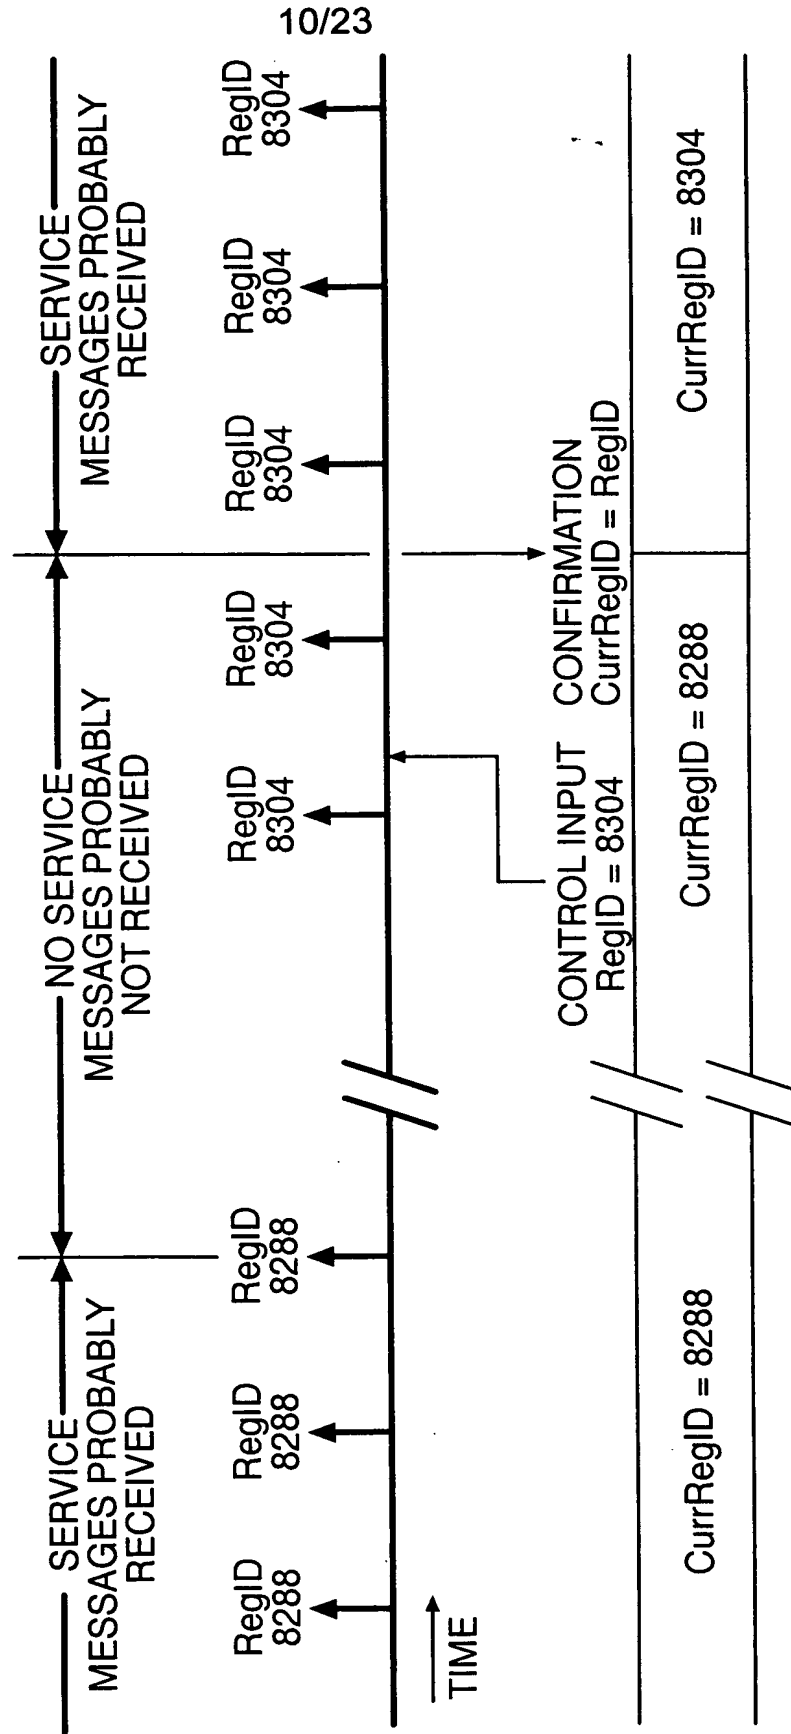 10/23
SERVICE
MESSAGES PROBABLY
RECEIVED
NO SERVICE
MESSAGES PROBABLY
NOT RECEIVED
SERVICE
MESSAGES PROBABLY
RECEIVED
RegID
8288
RegID
8288
RegID
8288
RegID
8304
RegID
8304
RegID
8304
RegID
8304
RegID
8304
TIME
CONTROL INPUT
RegID = 8304
CONFIRMATION
CurrRegID = RegID
CurrRegID = 8288
CurrRegID = 8288
CurrRegID = 8304